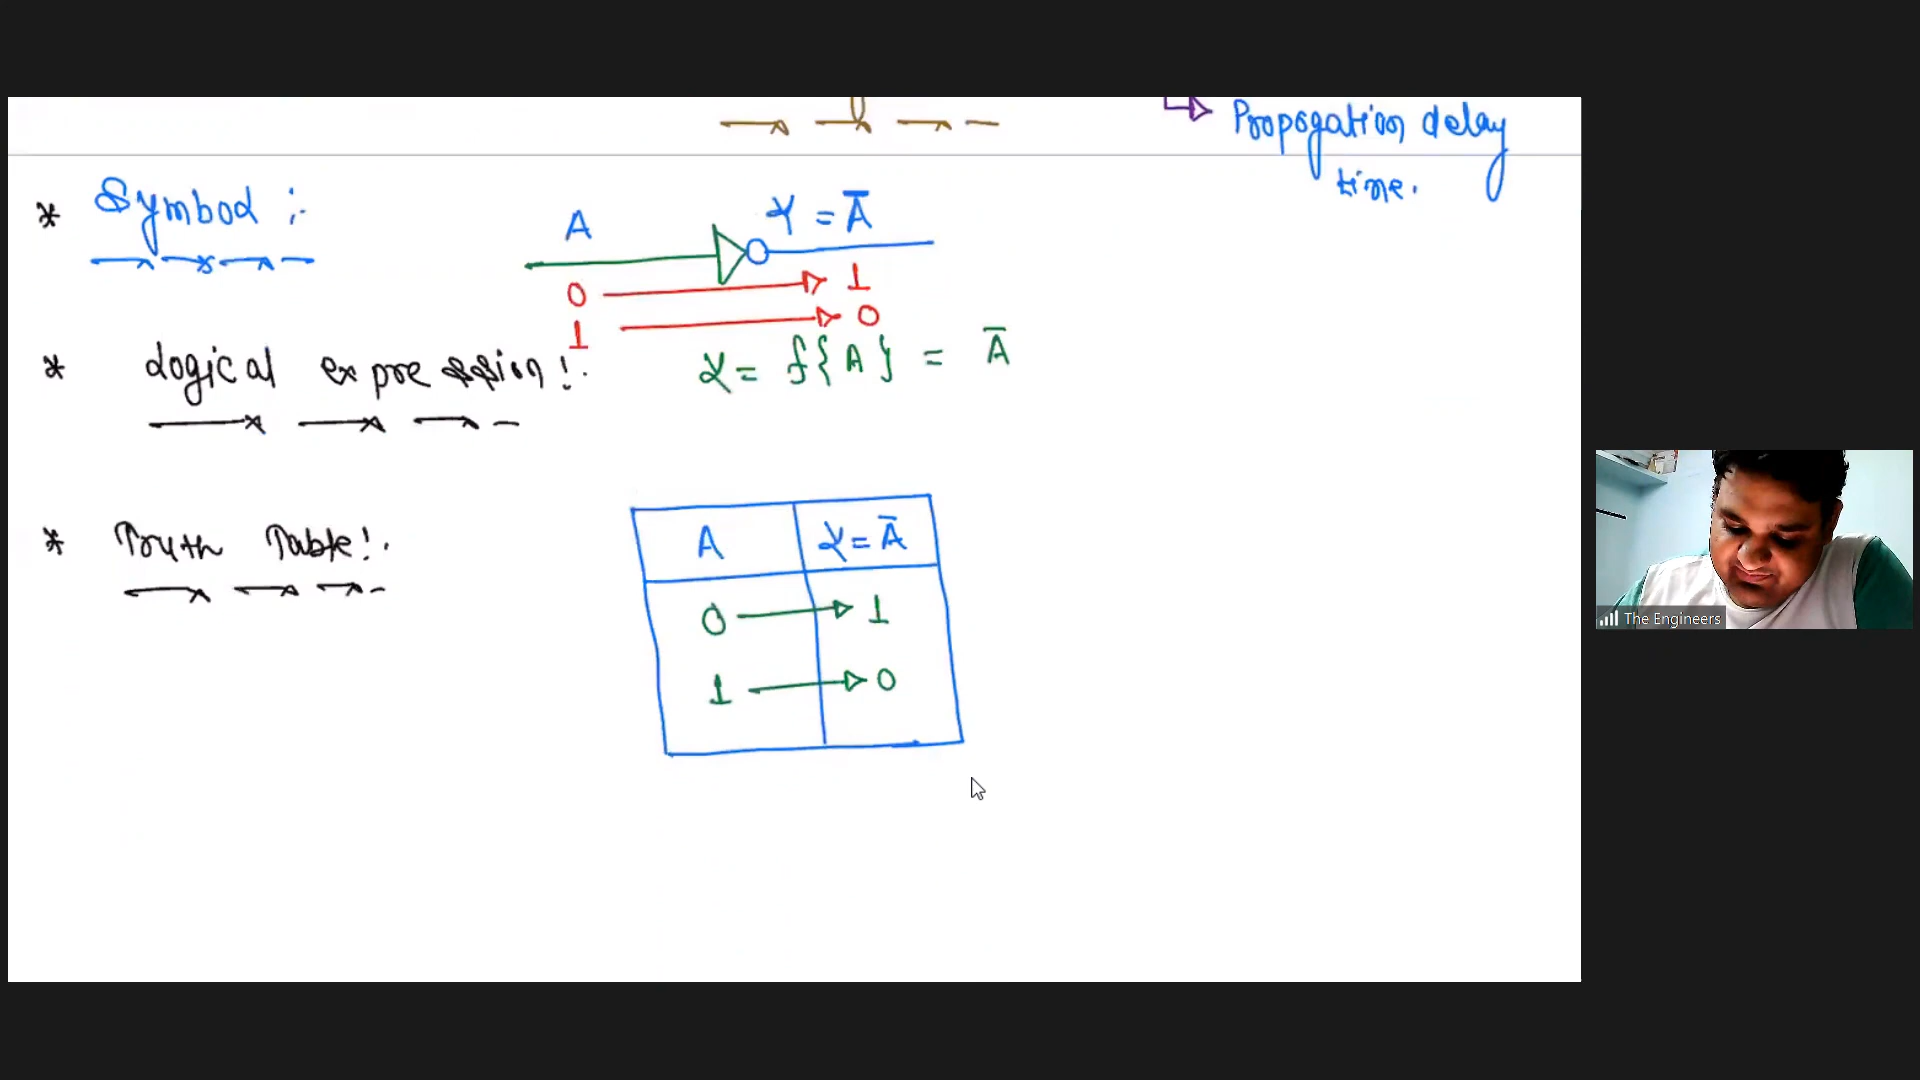 Propogation delay
time.
* Symbol :-
A
Y = Ā
0 → 1
1 → 0
* Logical expression :-
Y = f{A} = Ā
* Truth Table :-
A Y = Ā
0 → 1
1 → 0
The Engineers